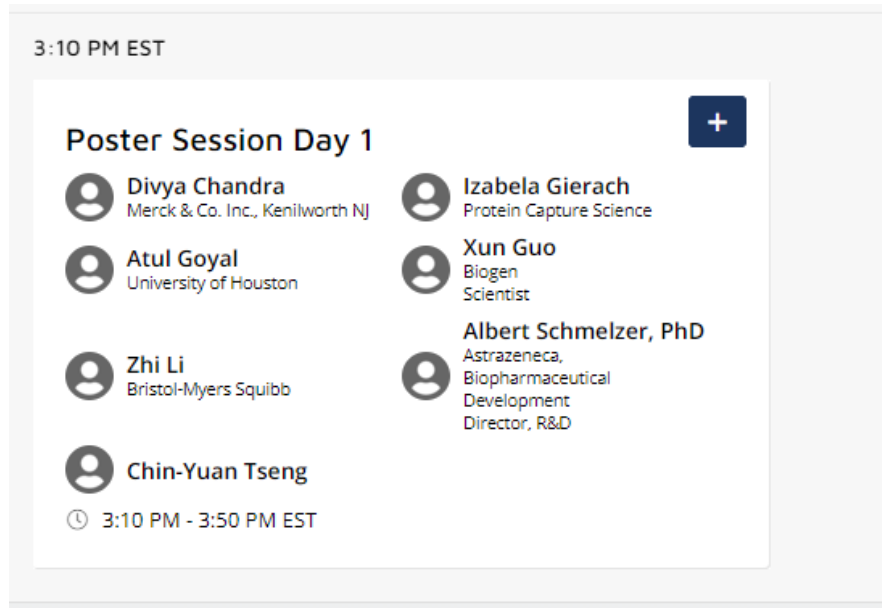 3:10 PM EST
+
Poster Session Day 1
Divya Chandra
Merck & Co. Inc., Kenilworth NJ
Izabela Gierach
Protein Capture Science
Atul Goyal
University of Houston
Xun Guo
Biogen
Scientist
Zhi Li
Bristol-Myers Squibb
Albert Schmelzer, PhD
Astrazeneca,
Biopharmaceutical
Development
Director, R&D
Chin-Yuan Tseng
3:10 PM - 3:50 PM EST